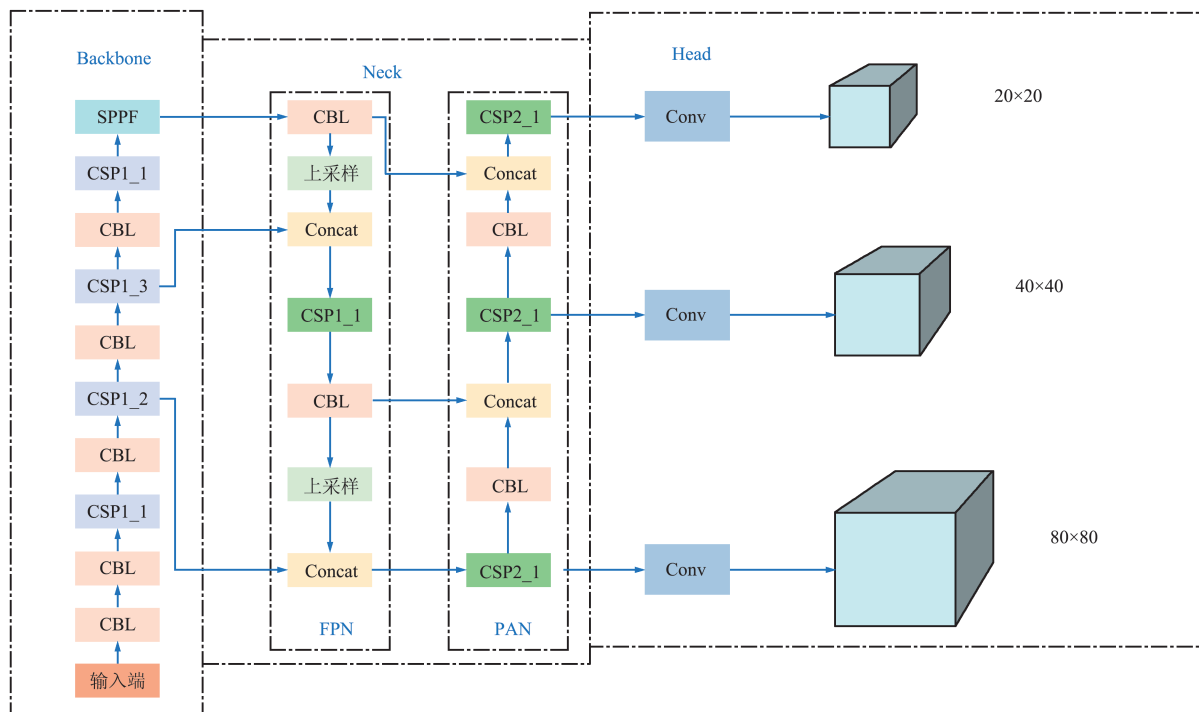 Backbone
SPPF
CSP1_1
CBL
CSP1_3
CBL
CSP1_2
CBL
CSP1_1
CBL
CBL
输入端
Neck
CBL
上采样
Concat
CSP1_1
CBL
上采样
Concat
FPN
CSP2_1
Concat
CBL
CSP2_1
Concat
CBL
CSP2_1
PAN
Head
Conv
20×20
Conv
40×40
Conv
80×80